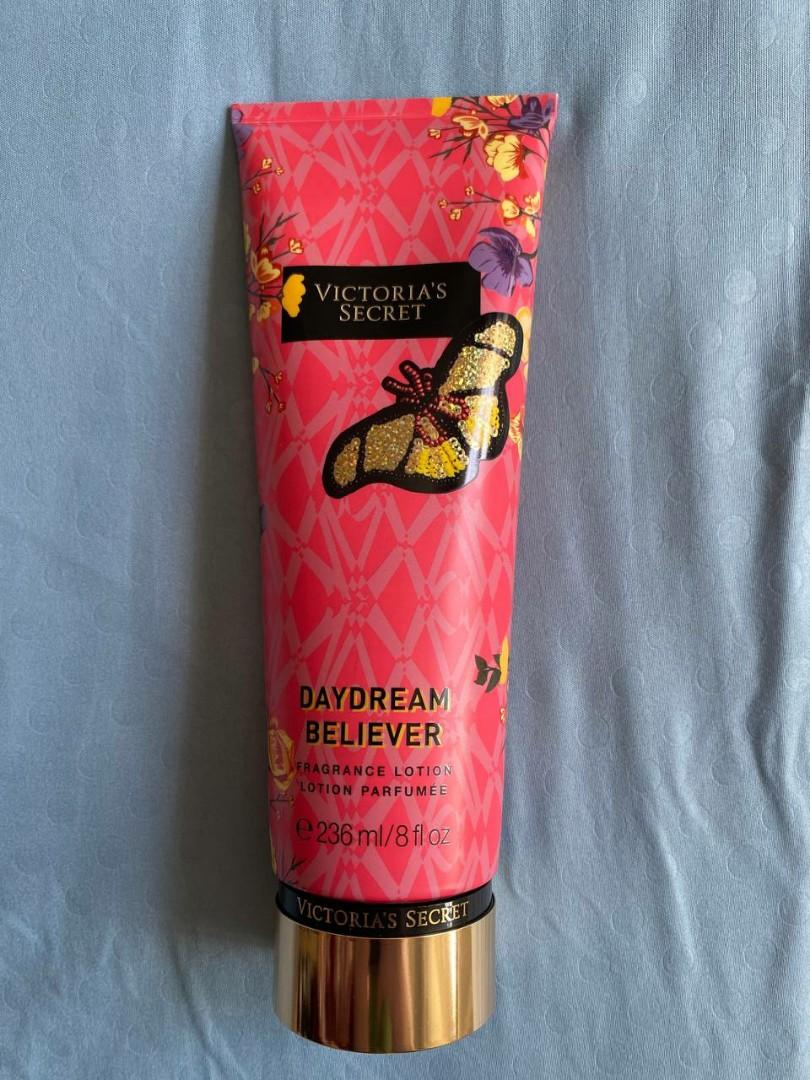 VICTORIA'S
SECRET
DAYDREAM
BELIEVER
FRAGRANCE LOTION
LOTION PARFUMÉE
℮ 236 ml/8 fl oz
VICTORIA'S SECRET